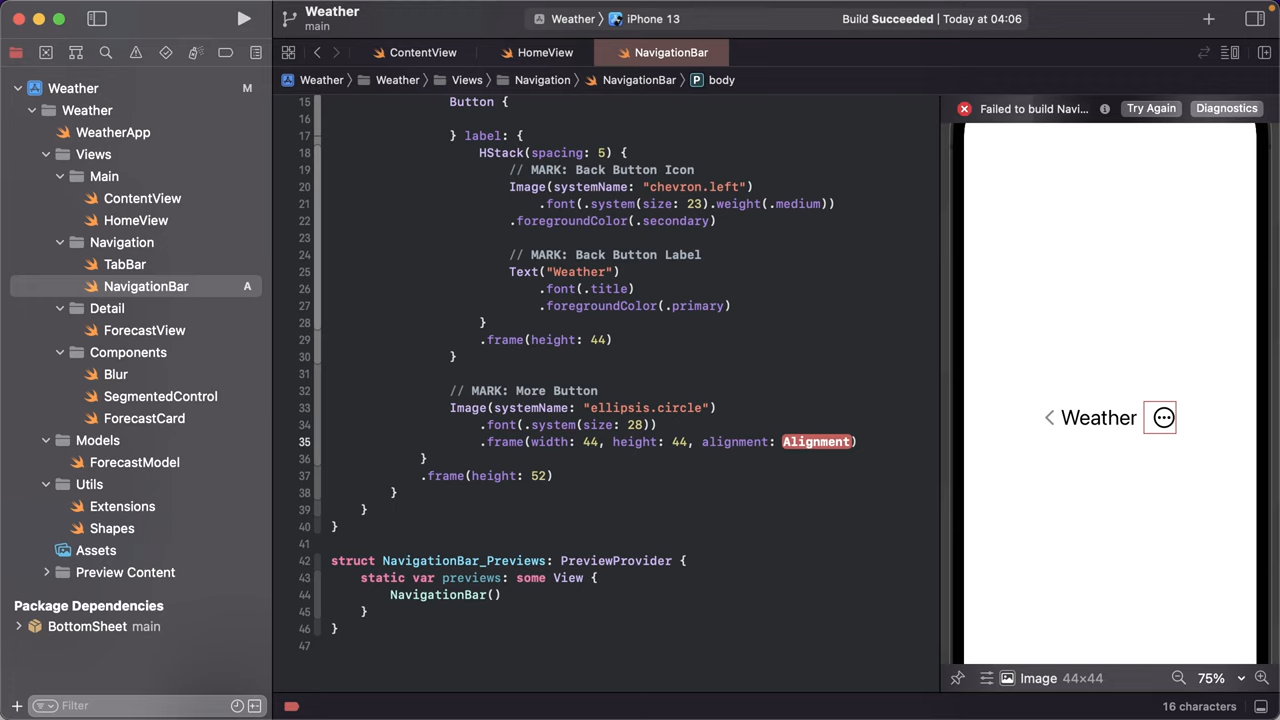 Weather
main
Weather
iPhone 13
Build Succeeded | Today at 04:06
ContentView
HomeView
NavigationBar
Weather
Weather
Views
Navigation
NavigationBar
P
body
Weather
M
Weather
WeatherApp
Views
Main
ContentView
HomeView
Navigation
TabBar
NavigationBar
A
Detail
ForecastView
Components
Blur
SegmentedControl
ForecastCard
Models
ForecastModel
Utils
Extensions
Shapes
Assets
Preview Content
Package Dependencies
BottomSheet main
Filter
15 Button {
16
17 } label: {
18 HStack(spacing: 5) {
19 // MARK: Back Button Icon
20 Image(systemName: "chevron.left")
21 .font(.system(size: 23).weight(.medium))
22 .foregroundColor(.secondary)
23
24 // MARK: Back Button Label
25 Text("Weather")
26 .font(.title)
27 .foregroundColor(.primary)
28 }
29 .frame(height: 44)
30 }
31
32 // MARK: More Button
33 Image(systemName: "ellipsis.circle")
34 .font(.system(size: 28))
35 .frame(width: 44, height: 44, alignment: Alignment)
36 }
37 .frame(height: 52)
38 }
39 }
40 }
41
42 struct NavigationBar_Previews: PreviewProvider {
43 static var previews: some View {
44 NavigationBar()
45 }
46 }
47
Failed to build Navi...
Try Again
Diagnostics
Weather
Image 44×44
75%
16 characters